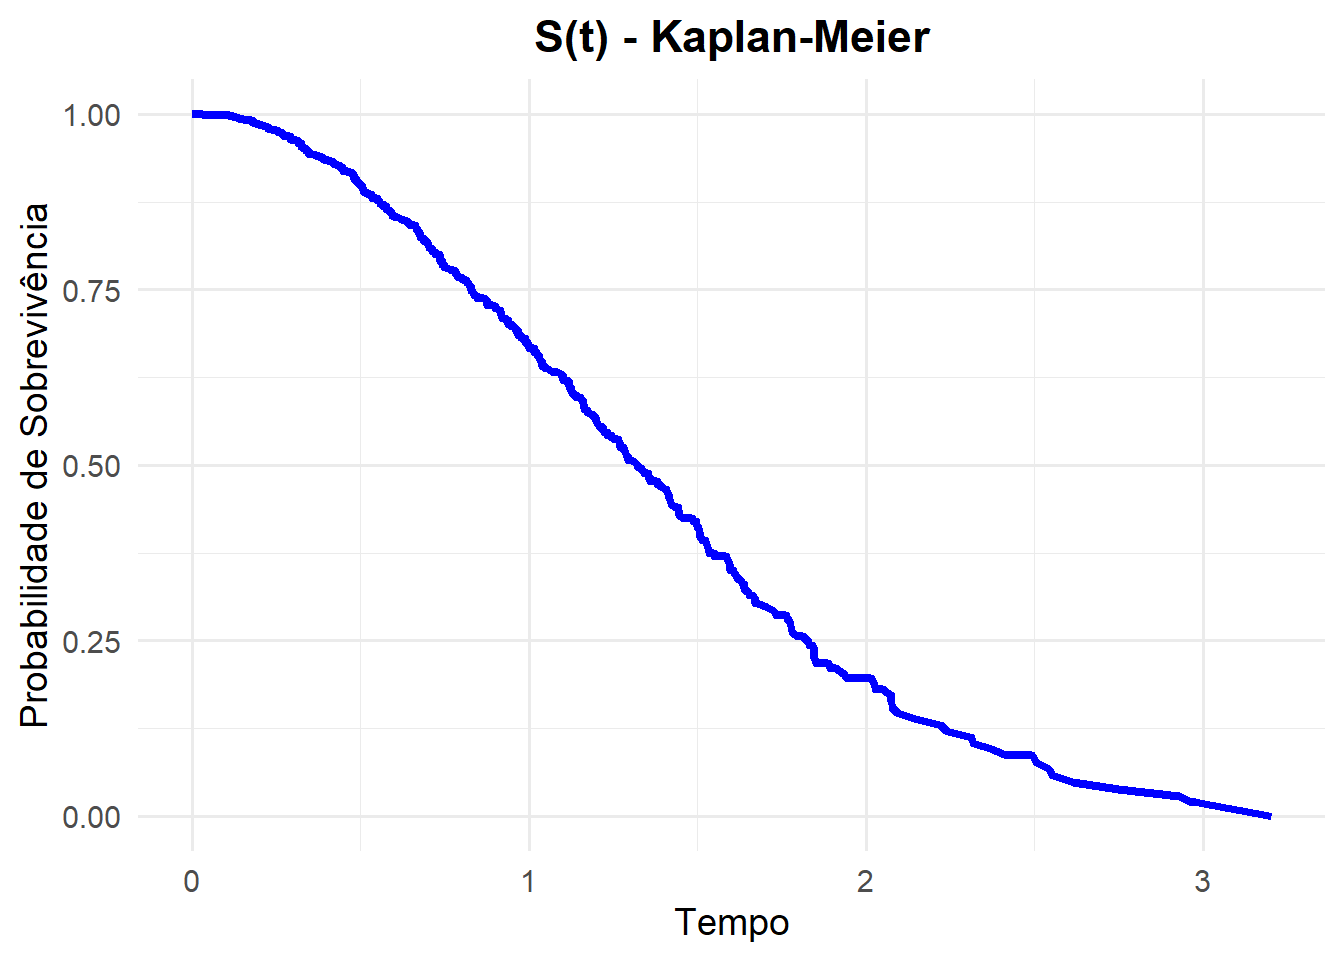 S(t) - Kaplan-Meier
Probabilidade de Sobrevivência
1.00
0.75
0.50
0.25
0.00
0 1 2 3
Tempo